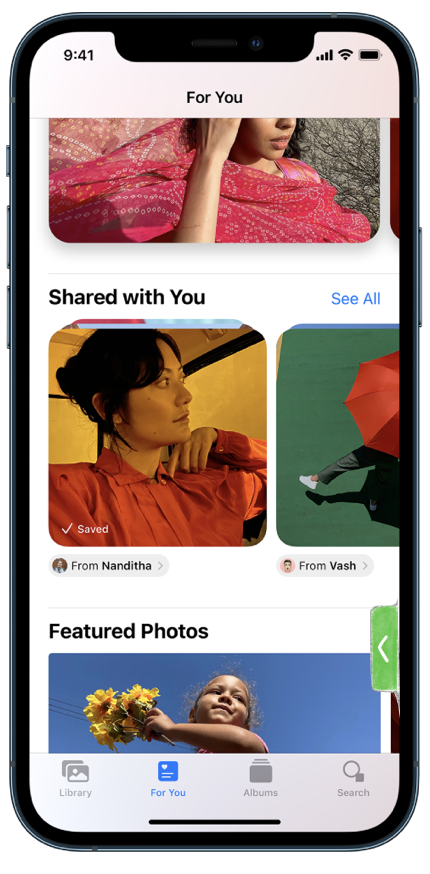 9:41
For You
Shared with You
See All
Saved
From Nanditha
From Vash
Featured Photos
Library
For You
Albums
Search